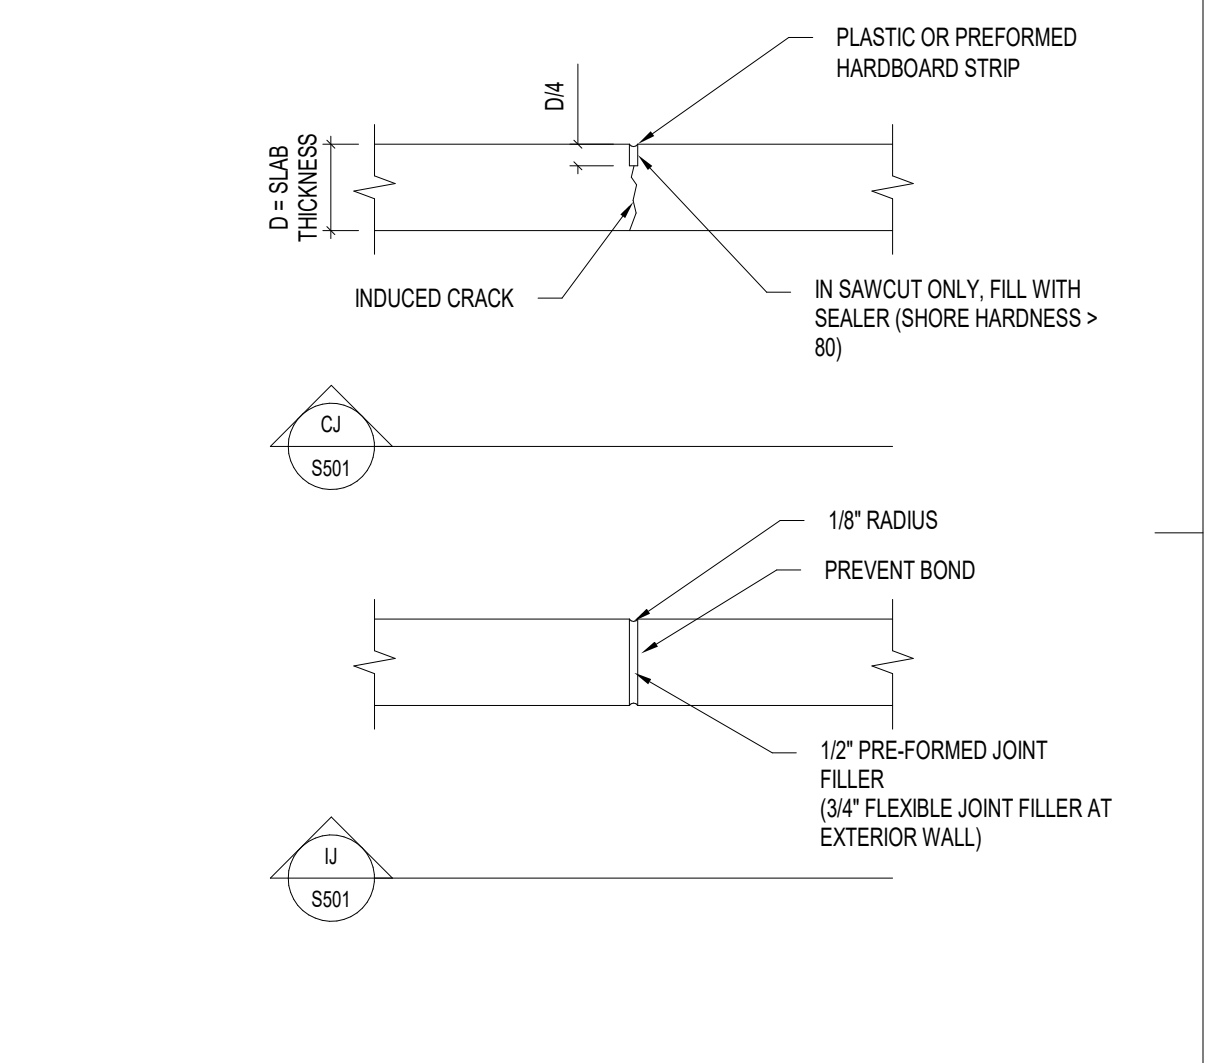 PLASTIC OR PREFORMED
HARDBOARD STRIP
D/4
D = SLAB
THICKNESS
INDUCED CRACK
IN SAWCUT ONLY, FILL WITH
SEALER (SHORE HARDNESS >
80)
CJ
S501
1/8" RADIUS
PREVENT BOND
1/2" PRE-FORMED JOINT
FILLER
(3/4" FLEXIBLE JOINT FILLER AT
EXTERIOR WALL)
IJ
S501